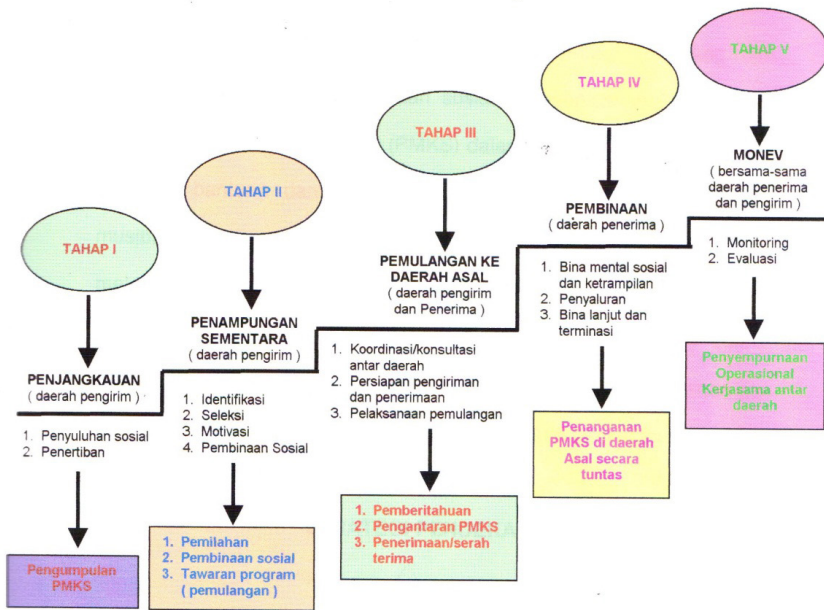 TAHAP I
PENJANGKAUAN
( daerah pengirim )
1. Penyuluhan sosial
2. Penertiban
Pengumpulan
PMKS
TAHAP II
PENAMPUNGAN
SEMENTARA
( daerah pengirim )
1. Identifikasi
2. Seleksi
3. Motivasi
4. Pembinaan Sosial
1. Pemilahan
2. Pembinaan sosial
3. Tawaran program
( pemulangan )
TAHAP III
PEMULANGAN KE
DAERAH ASAL
( daerah pengirim
dan Penerima )
1. Koordinasi/konsultasi
antar daerah
2. Persiapan pengiriman
dan penerimaan
3. Pelaksanaan pemulangan
1. Pemberitahuan
2. Pengantaran PMKS
3. Penerimaan/serah
terima
TAHAP IV
PEMBINAAN
( daerah penerima )
1. Bina mental sosial
dan ketrampilan
2. Penyaluran
3. Bina lanjut dan
terminasi
Penanganan
PMKS di daerah
Asal secara
tuntas
TAHAP V
MONEV
( bersama-sama
daerah penerima
dan pengirim )
1. Monitoring
2. Evaluasi
Penyempurnaan
Operasional
Kerjasama antar
daerah